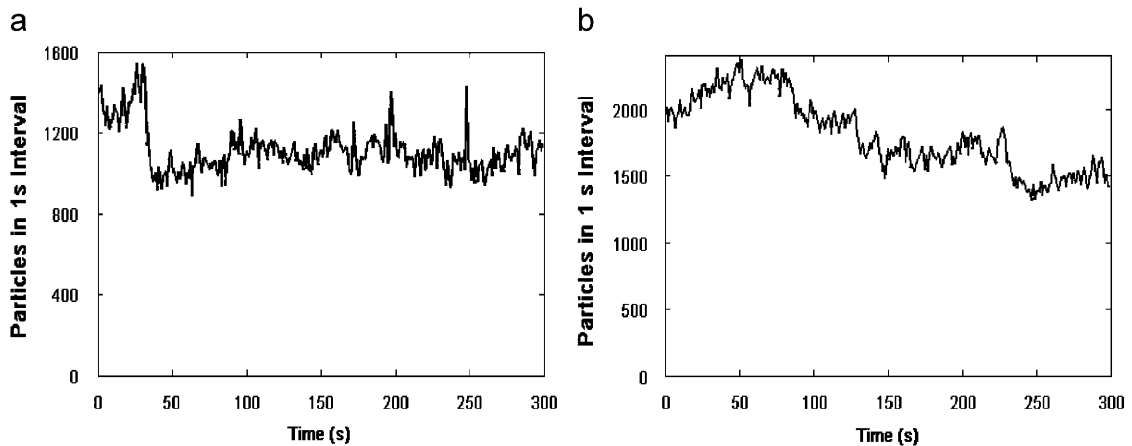 a
Particles in 1s Interval
1600
1200
800
400
0
0 50 100 150 200 250 300
Time (s)
b
Particles in 1 s Interval
2000
1500
1000
500
0
0 50 100 150 200 250 300
Time (s)